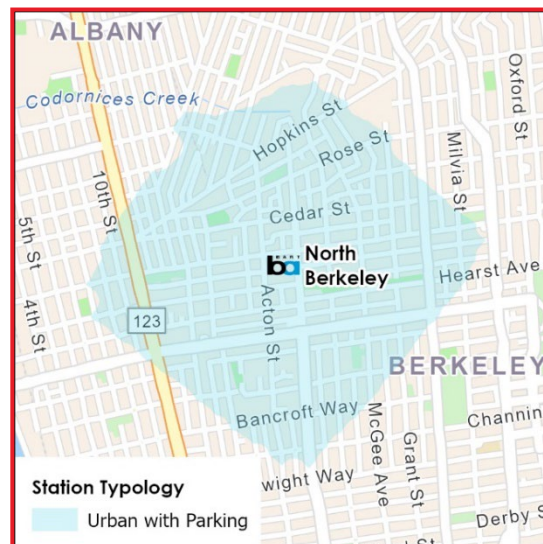 ALBANY
Oxford St
Codornices Creek
Hopkins St
Milvia St
Rose St
10th St
5th St
Cedar St
4th St
ba
North
Berkeley
Hearst Ave
123
Acton St
BERKELEY
Bancroft Way
McGee Ave
Grant St
Channin
wight Way
Derby S
Station Typology
Urban with Parking